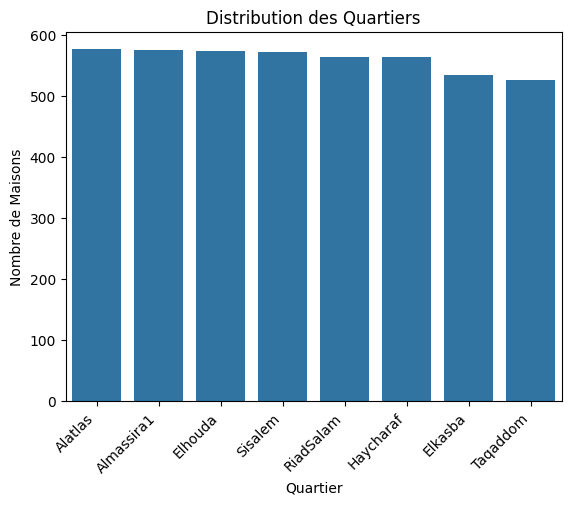 Distribution des Quartiers
Nombre de Maisons
600
500
400
300
200
100
0
Alatlas
Almassira1
Elhouda
Sisalem
RiadSalam
Haycharaf
Elkasba
Taqaddom
Quartier